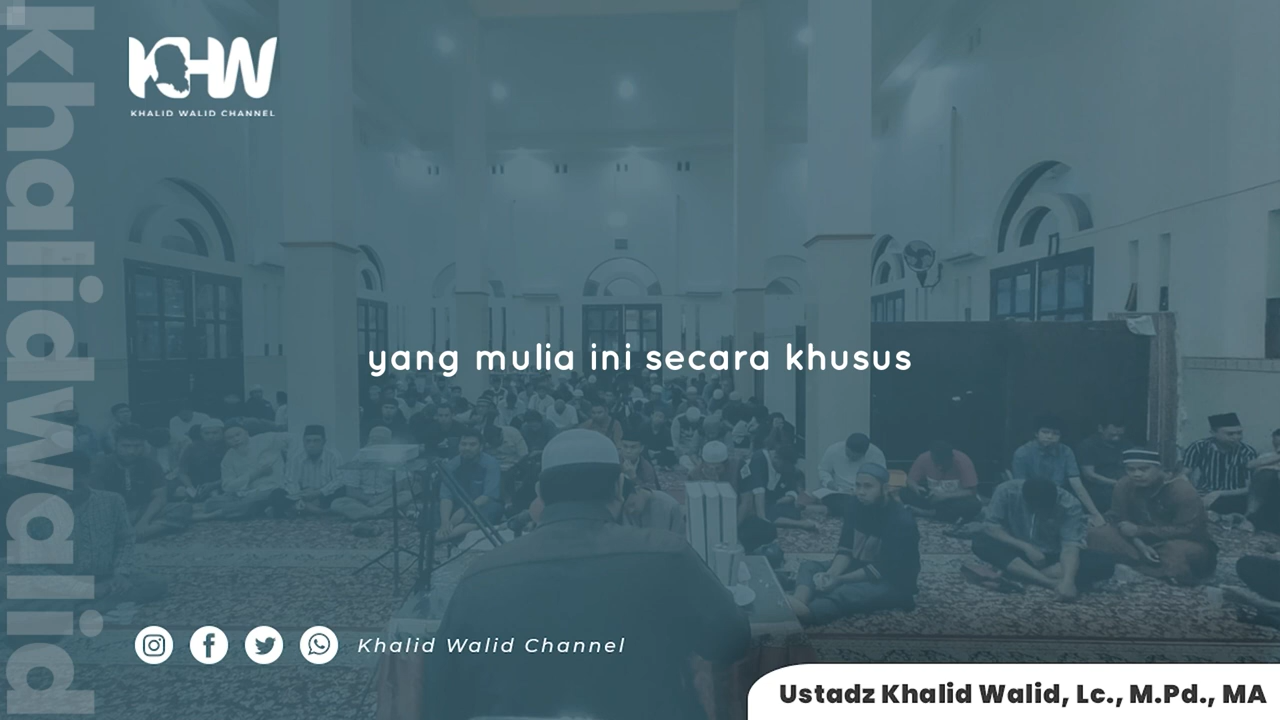 khalidwalid
KHW
KHALID WALID CHANNEL
yang mulia ini secara khusus
Khalid Walid Channel
Ustadz Khalid Walid, Lc., M.Pd., MA